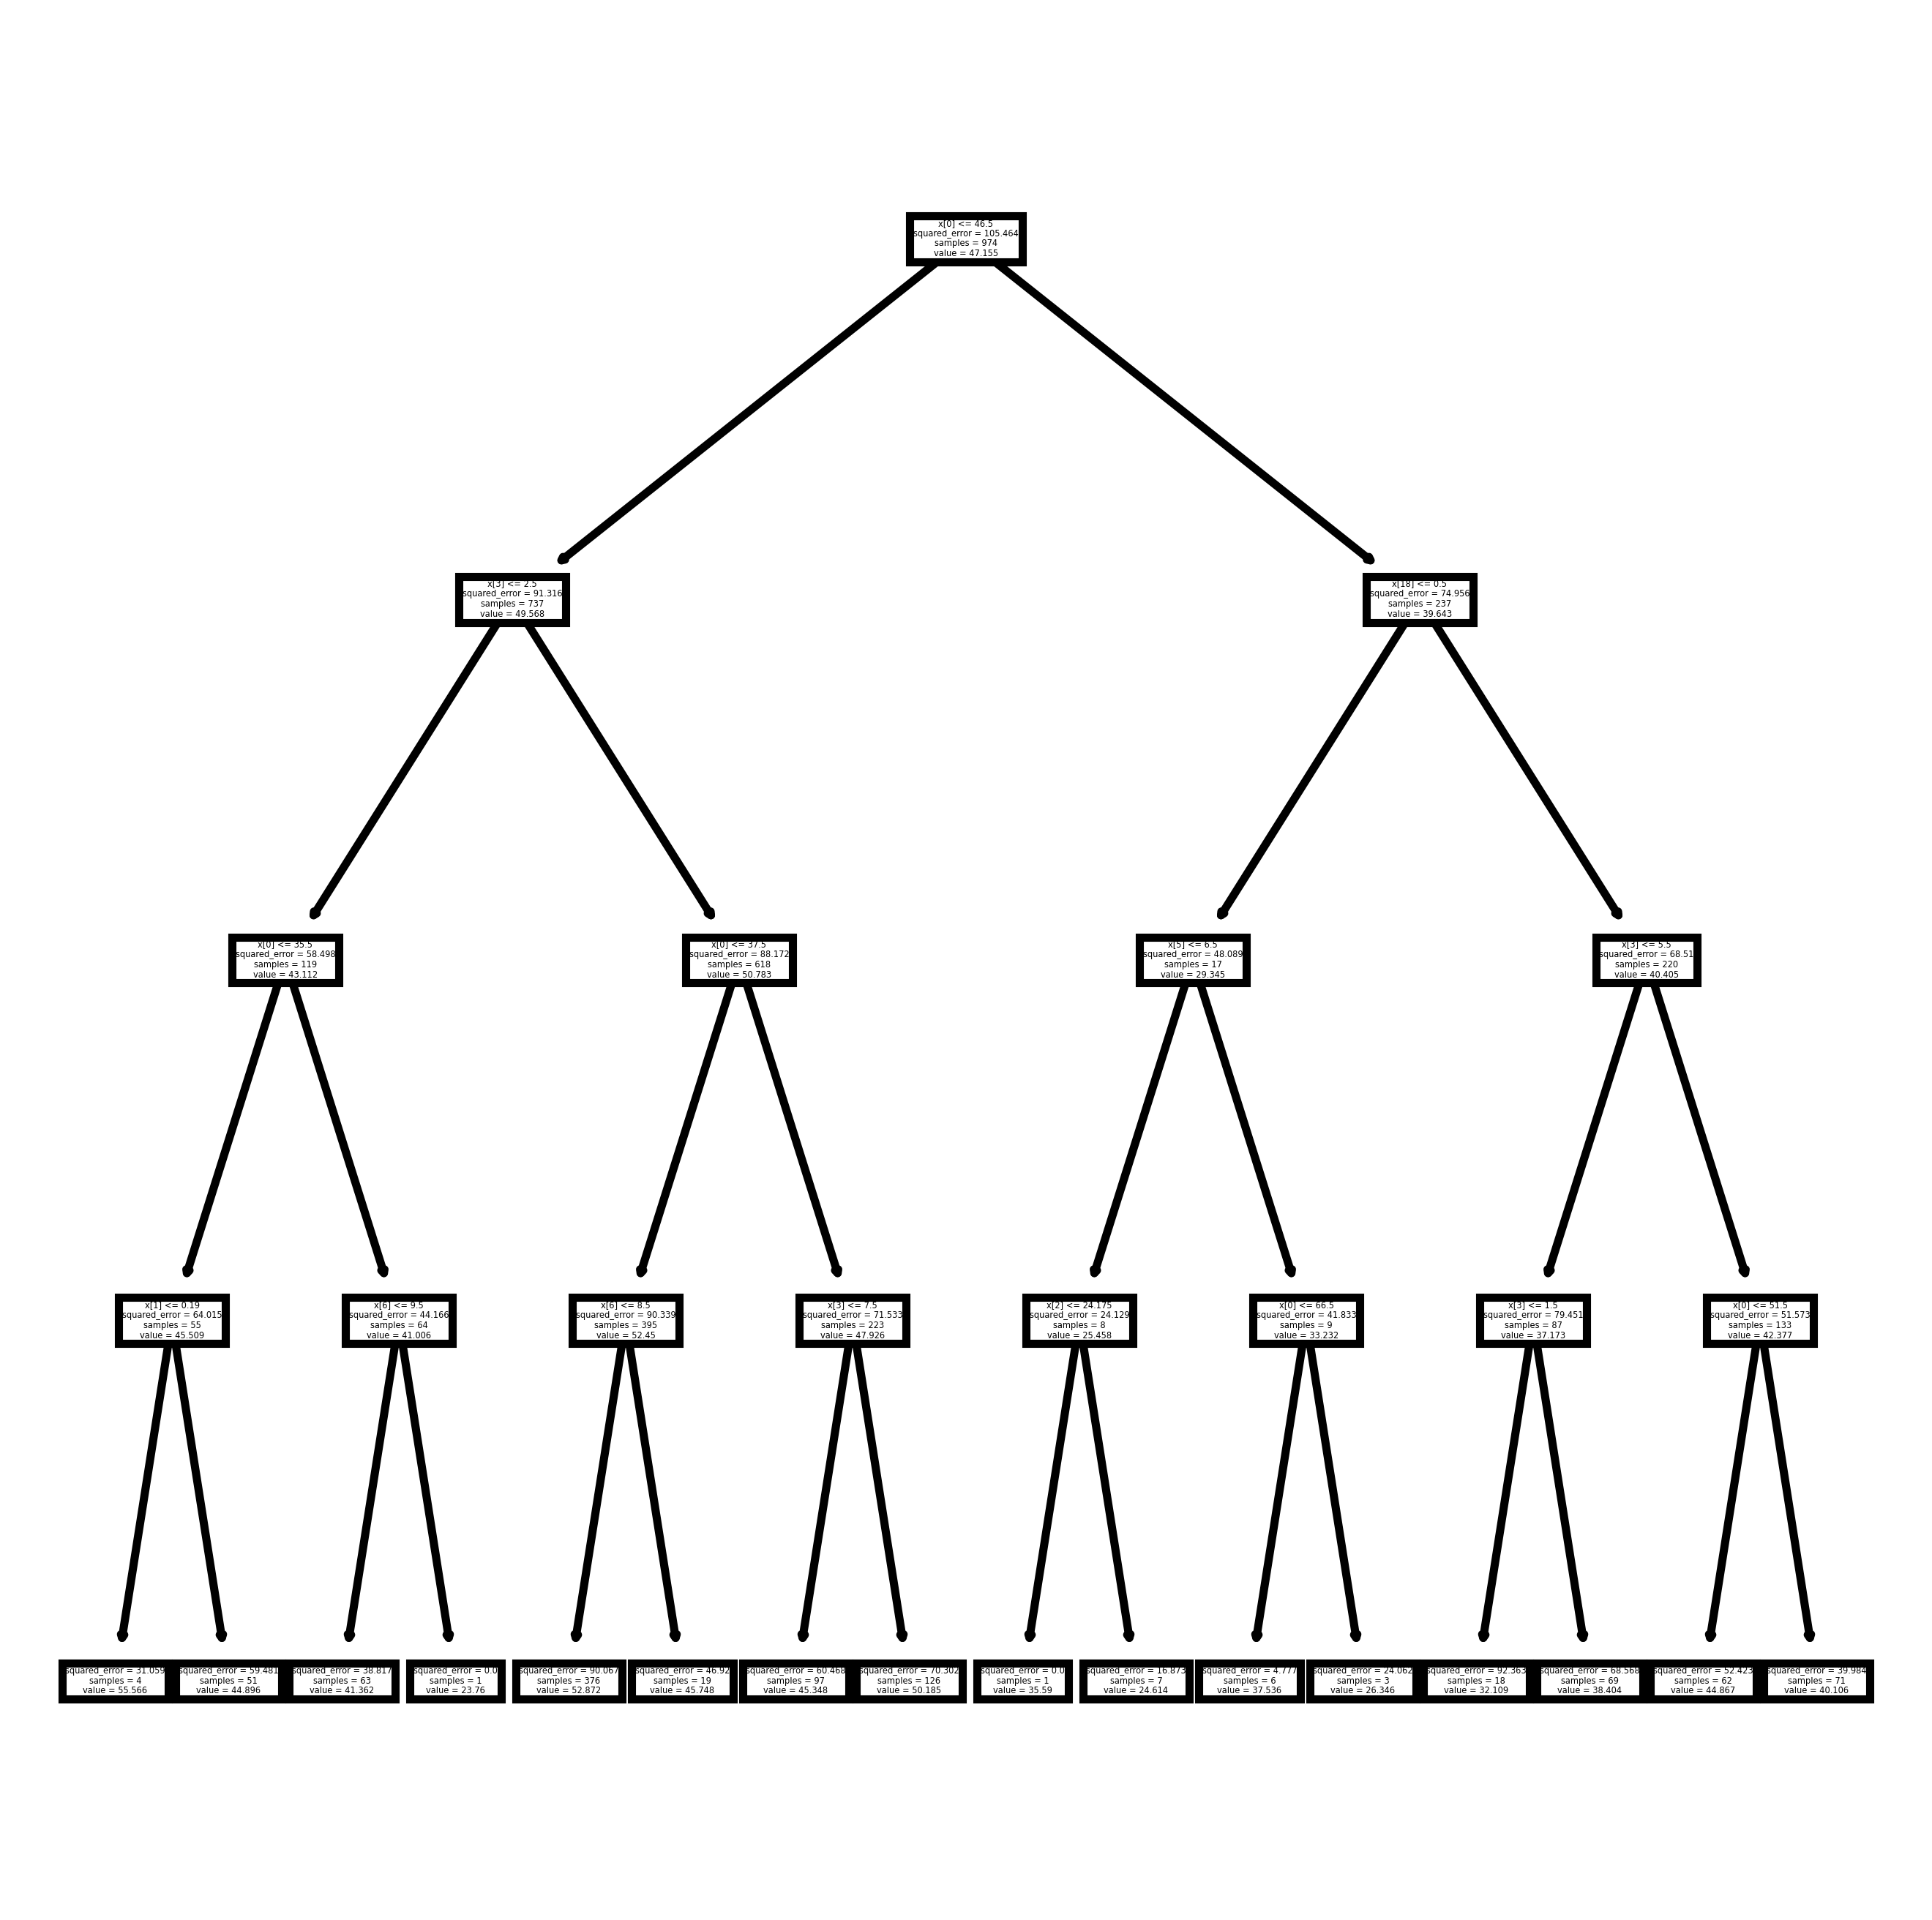 x[0] <= 46.5
squared_error = 105.464
samples = 974
value = 47.155
x[3] <= 2.5
squared_error = 91.316
samples = 737
value = 49.568
x[18] <= 0.5
squared_error = 74.956
samples = 237
value = 39.643
x[0] <= 35.5
squared_error = 58.498
samples = 119
value = 43.112
x[0] <= 37.5
squared_error = 88.172
samples = 618
value = 50.783
x[5] <= 6.5
squared_error = 48.089
samples = 17
value = 29.345
x[3] <= 5.5
squared_error = 68.51
samples = 220
value = 40.405
x[1] <= 0.19
squared_error = 64.015
samples = 55
value = 45.509
x[6] <= 9.5
squared_error = 44.166
samples = 64
value = 41.006
x[6] <= 8.5
squared_error = 90.339
samples = 395
value = 52.45
x[3] <= 7.5
squared_error = 71.533
samples = 223
value = 47.926
x[2] <= 24.175
squared_error = 24.129
samples = 8
value = 25.458
x[0] <= 66.5
squared_error = 41.833
samples = 9
value = 33.232
x[3] <= 1.5
squared_error = 79.451
samples = 87
value = 37.173
x[0] <= 51.5
squared_error = 51.573
samples = 133
value = 42.377
squared_error = 31.059
samples = 4
value = 55.566
squared_error = 59.481
samples = 51
value = 44.896
squared_error = 38.817
samples = 63
value = 41.362
squared_error = 0.0
samples = 1
value = 23.76
squared_error = 90.067
samples = 376
value = 52.872
squared_error = 46.92
samples = 19
value = 45.748
squared_error = 60.468
samples = 97
value = 45.348
squared_error = 70.302
samples = 126
value = 50.185
squared_error = 0.0
samples = 1
value = 35.59
squared_error = 16.873
samples = 7
value = 24.614
squared_error = 4.777
samples = 6
value = 37.536
squared_error = 24.062
samples = 3
value = 26.346
squared_error = 92.363
samples = 18
value = 32.109
squared_error = 68.568
samples = 69
value = 38.404
squared_error = 52.423
samples = 62
value = 44.867
squared_error = 39.984
samples = 71
value = 40.106